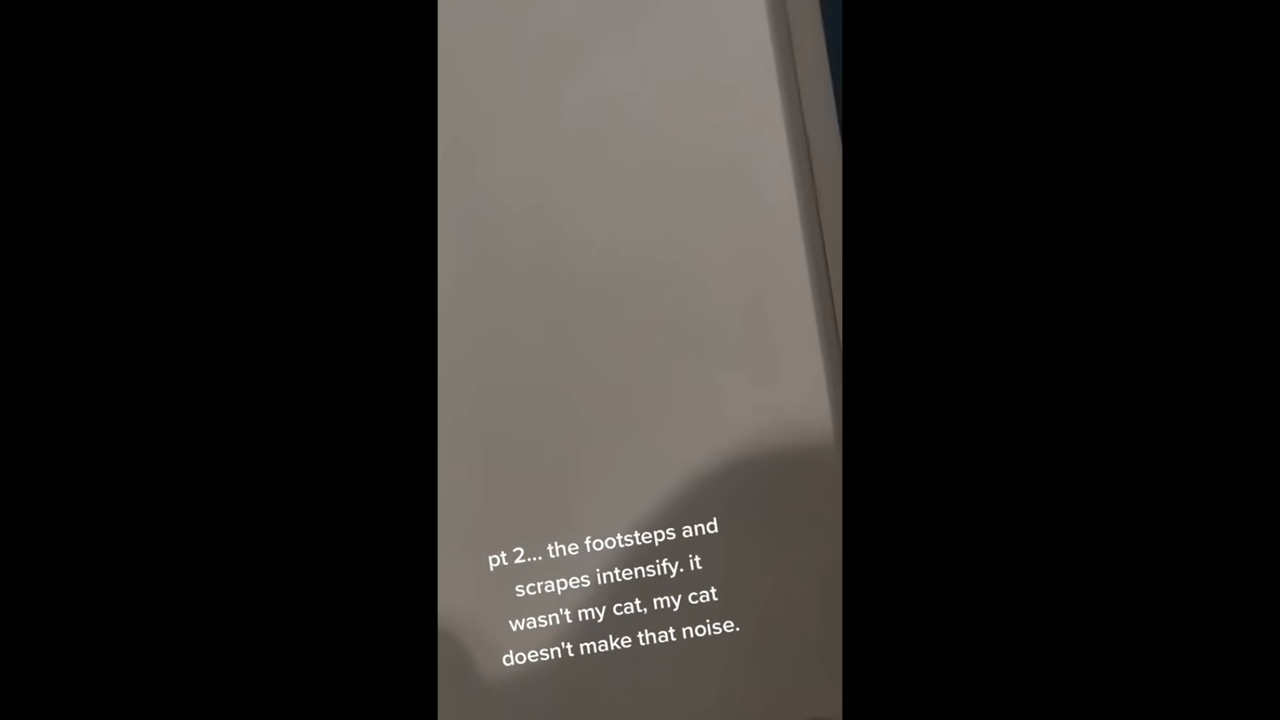 pt 2... the footsteps and
scrapes intensify. it
wasn't my cat, my cat
doesn't make that noise.